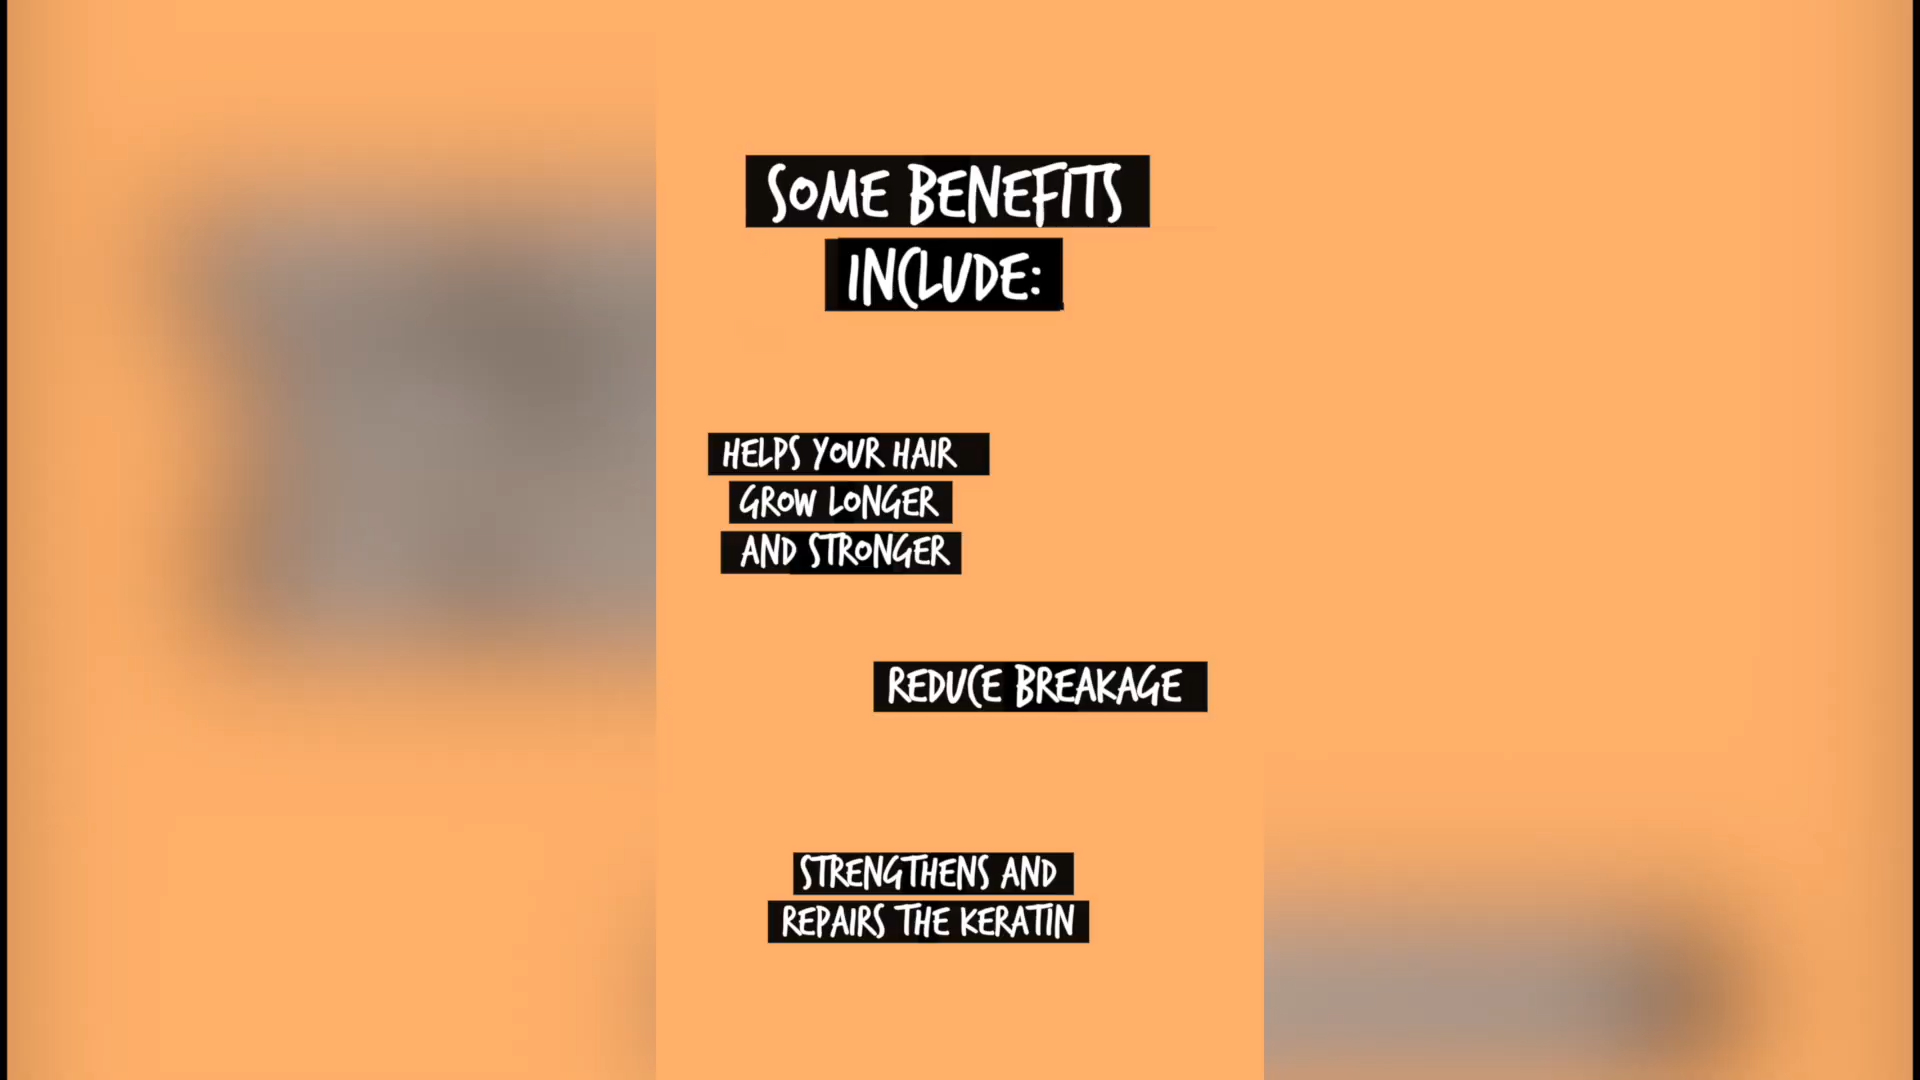 SOME BENEFITS
INCLUDE:
HELPS YOUR HAIR
GROW LONGER
AND STRONGER
REDUCE BREAKAGE
STRENGTHENS AND
REPAIRS THE KERATIN